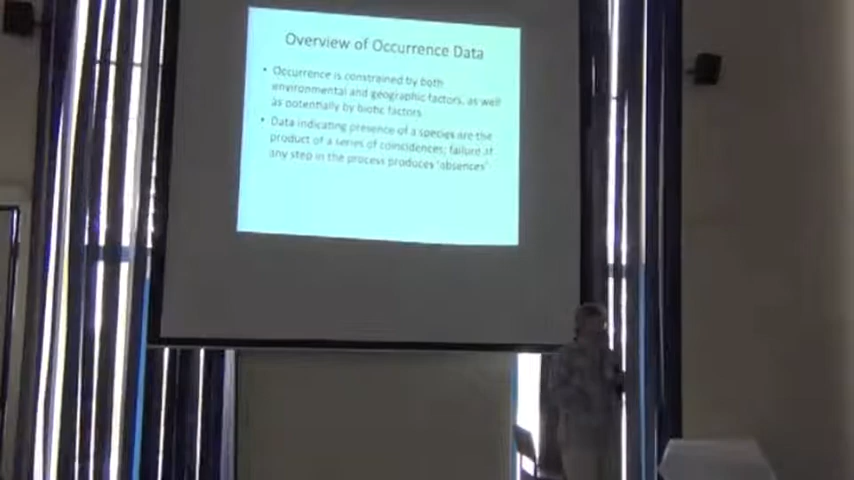 Overview of Occurrence Data
• Occurrence is constrained by both
environmental and geographic factors, as well
as potentially by biotic factors
• Data indicating presence of a species are the
product of a series of coincidences; failure at
any step in the process produces 'absences'